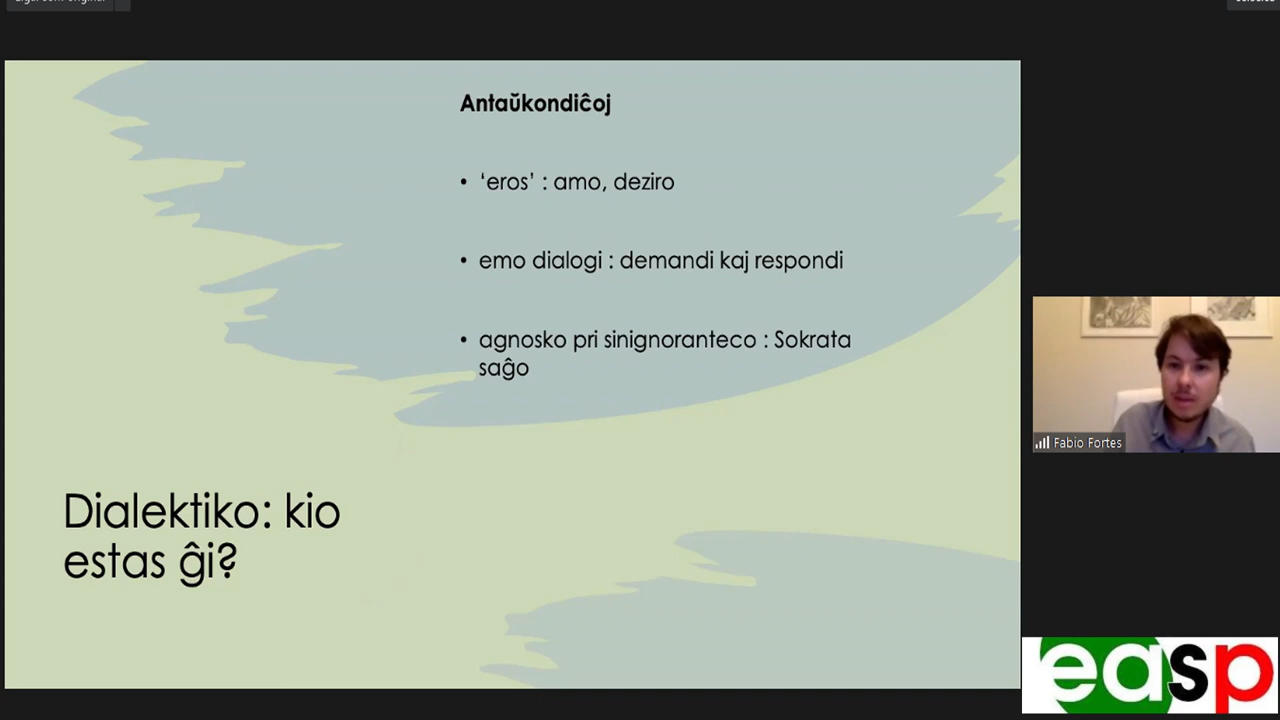 Antaŭkondiĉoj
• ‘eros’ : amo, deziro
• emo dialogi : demandi kaj respondi
• agnosko pri sinignoranteco : Sokrata
saĝo
Dialektiko: kio
estas ĝi?
Fabio Fortes
easp